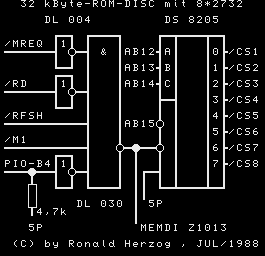 32 kByte-ROM-DISC mit 8*2732
DL 004 DS 8205
/MREQ 1 & AB12 A 0 /CS1
AB13 B 1 /CS2
/RD 1 AB14 C 2 /CS3
3 /CS4
/RFSH AB15 4 /CS5
5 /CS6
/M1 6 /CS7
PIO-B4 1 7 /CS8
4,7k DL 030 5P
5P MEMDI Z1013
(C) by Ronald Herzog , JUL/1988